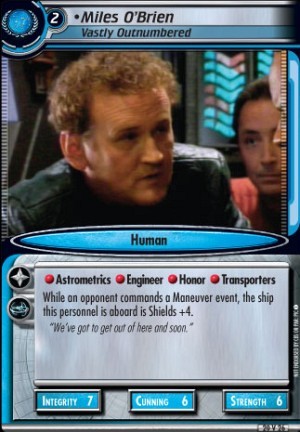 2 •Miles O'Brien
Vastly Outnumbered
Human
Astrometrics Engineer Honor Transporters
While an opponent commands a Maneuver event, the ship
this personnel is aboard is Shields +4.
"We've got to get out of here and soon."
INTEGRITY 7 CUNNING 6 STRENGTH 6